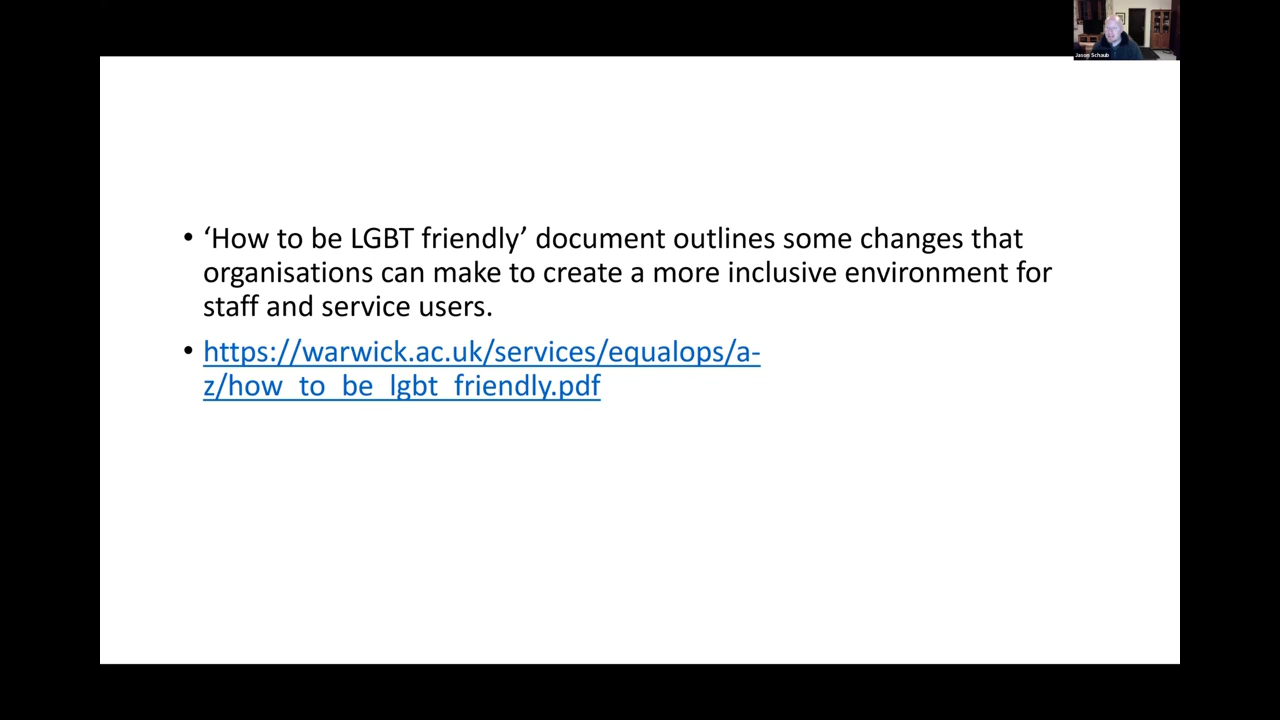 Jason Schaub
• ‘How to be LGBT friendly’ document outlines some changes that
organisations can make to create a more inclusive environment for
staff and service users.
• https://warwick.ac.uk/services/equalops/a-
z/how_to_be_lgbt_friendly.pdf